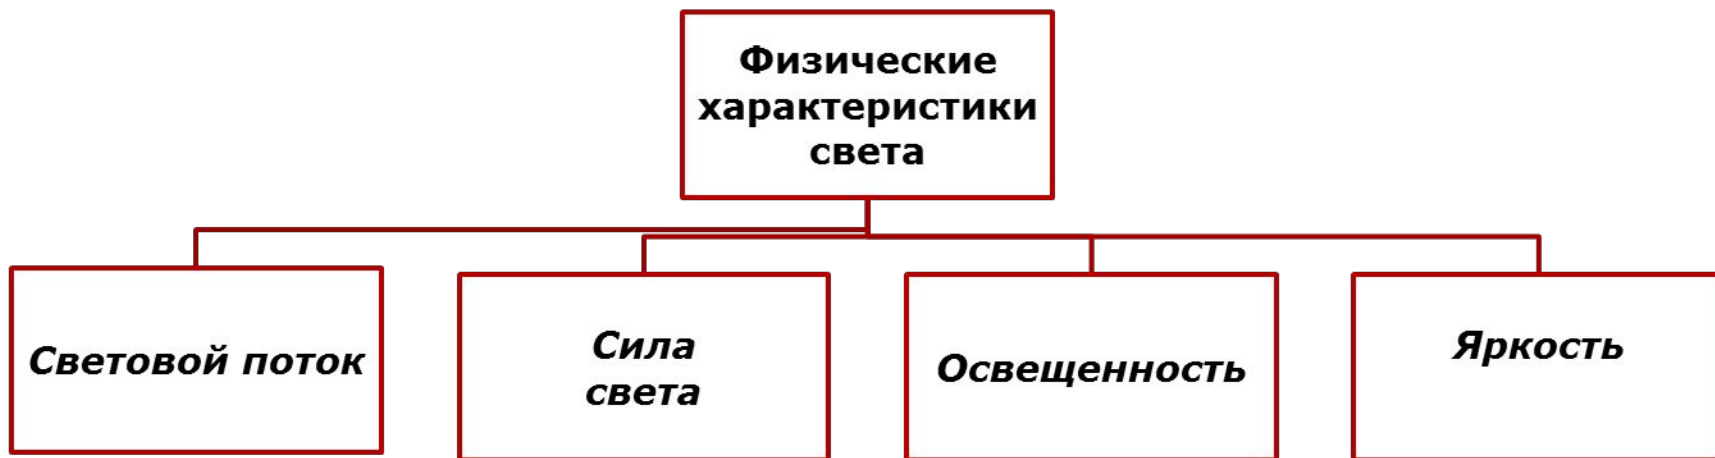 Физические
характеристики
света
Световой поток
Сила
света
Освещенность
Яркость